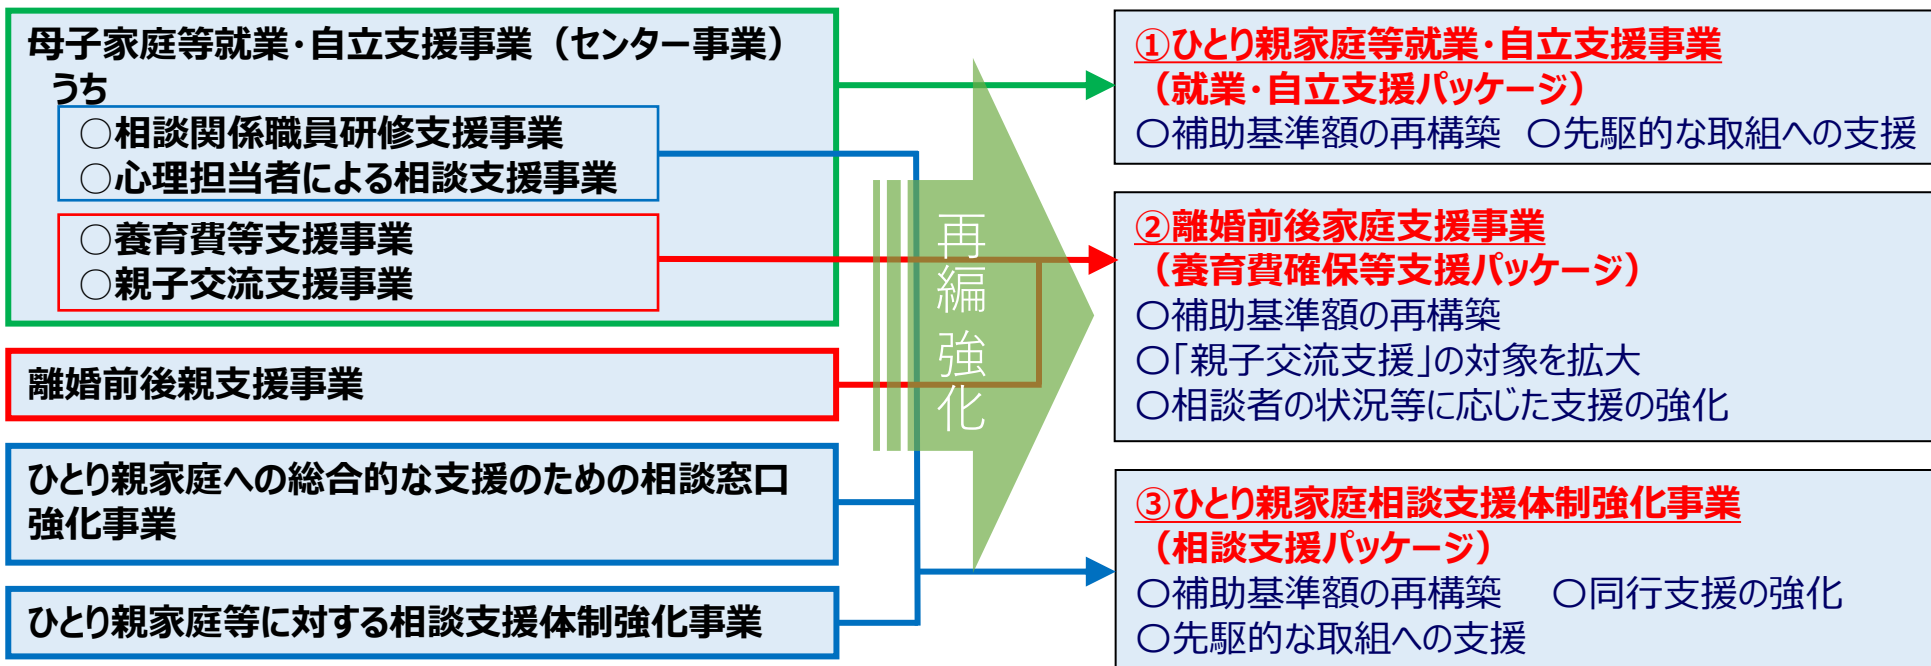 母子家庭等就業・自立支援事業（センター事業）
うち
○相談関係職員研修支援事業
○心理担当者による相談支援事業
○養育費等支援事業
○親子交流支援事業
離婚前後親支援事業
ひとり親家庭への総合的な支援のための相談窓口
強化事業
ひとり親家庭等に対する相談支援体制強化事業
再編強化
①ひとり親家庭等就業・自立支援事業
（就業・自立支援パッケージ）
○補助基準額の再構築　○先駆的な取組への支援
②離婚前後家庭支援事業
（養育費確保等支援パッケージ）
○補助基準額の再構築
○「親子交流支援」の対象を拡大
○相談者の状況等に応じた支援の強化
③ひとり親家庭相談支援体制強化事業
（相談支援パッケージ）
○補助基準額の再構築　○同行支援の強化
○先駆的な取組への支援